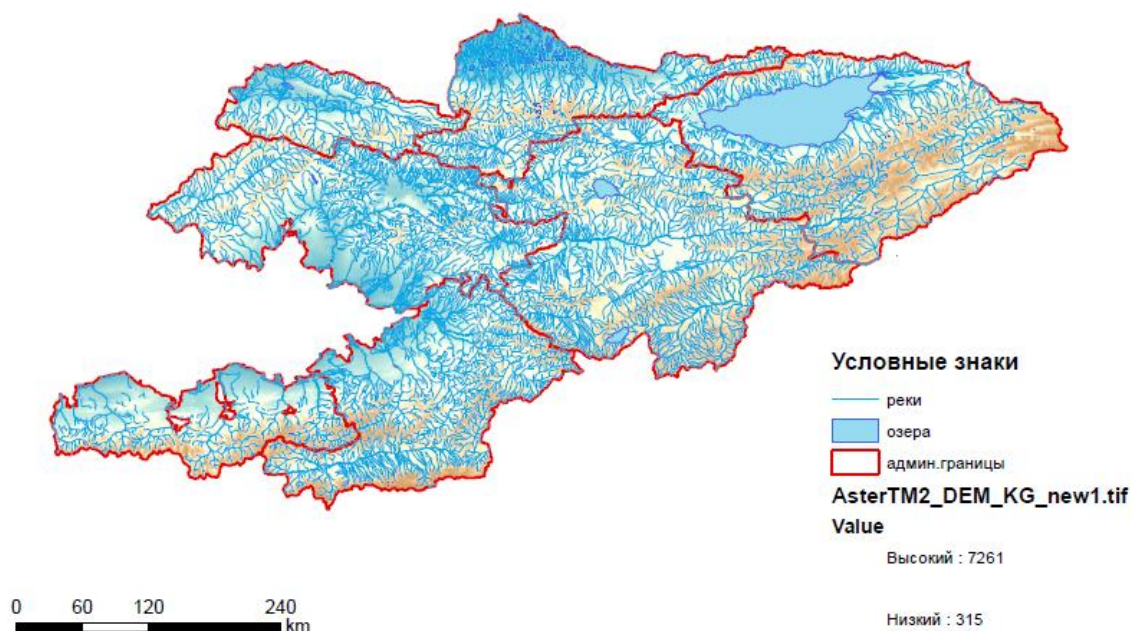 Условные знаки
реки
озера
админ.границы
AsterTM2_DEM_KG_new1.tif
Value
Высокий : 7261
Низкий : 315
0 60 120 240
km